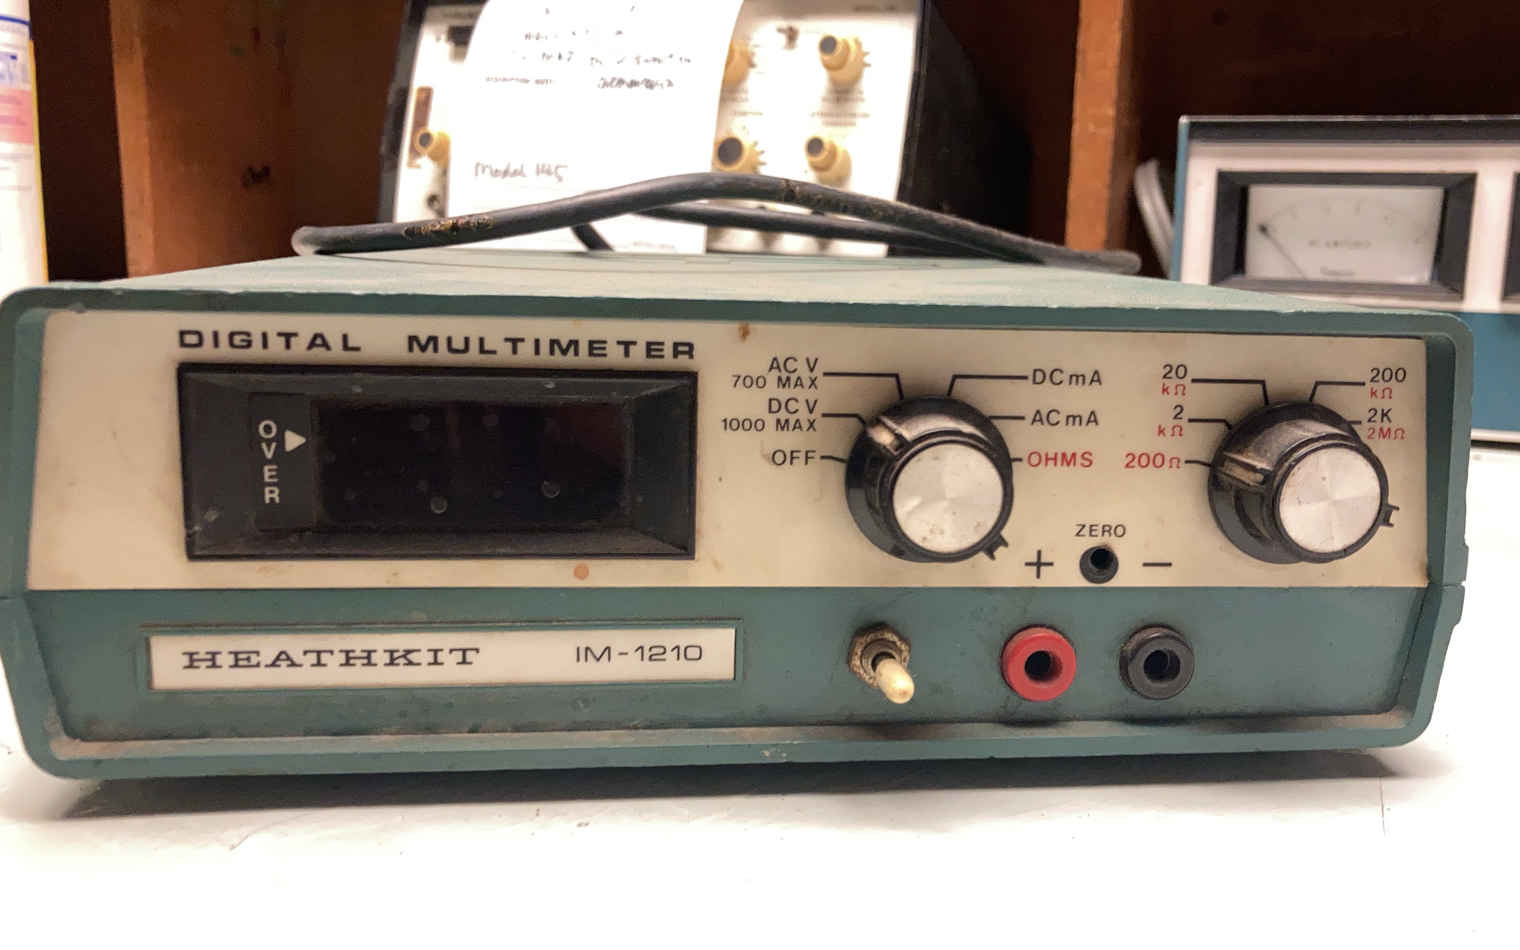 Model 145
DIGITAL MULTIMETER
OVER
AC V
700 MAX
DC V
1000 MAX
OFF
DC mA
AC mA
OHMS
20
kΩ
2
kΩ
200Ω
200
kΩ
2K
2MΩ
ZERO
+ −
HEATHKIT
IM-1210